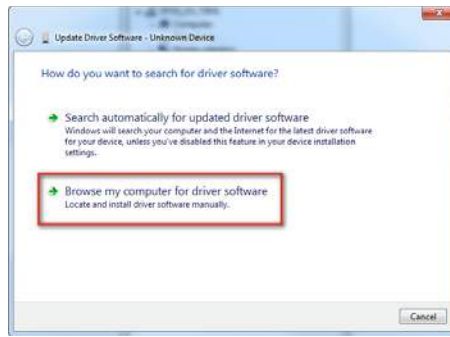 Update Driver Software - Unknown Device
How do you want to search for driver software?
Search automatically for updated driver software
Windows will search your computer and the Internet for the latest driver software
for your device, unless you've disabled this feature in your device installation
settings.
Browse my computer for driver software
Locate and install driver software manually.
Cancel